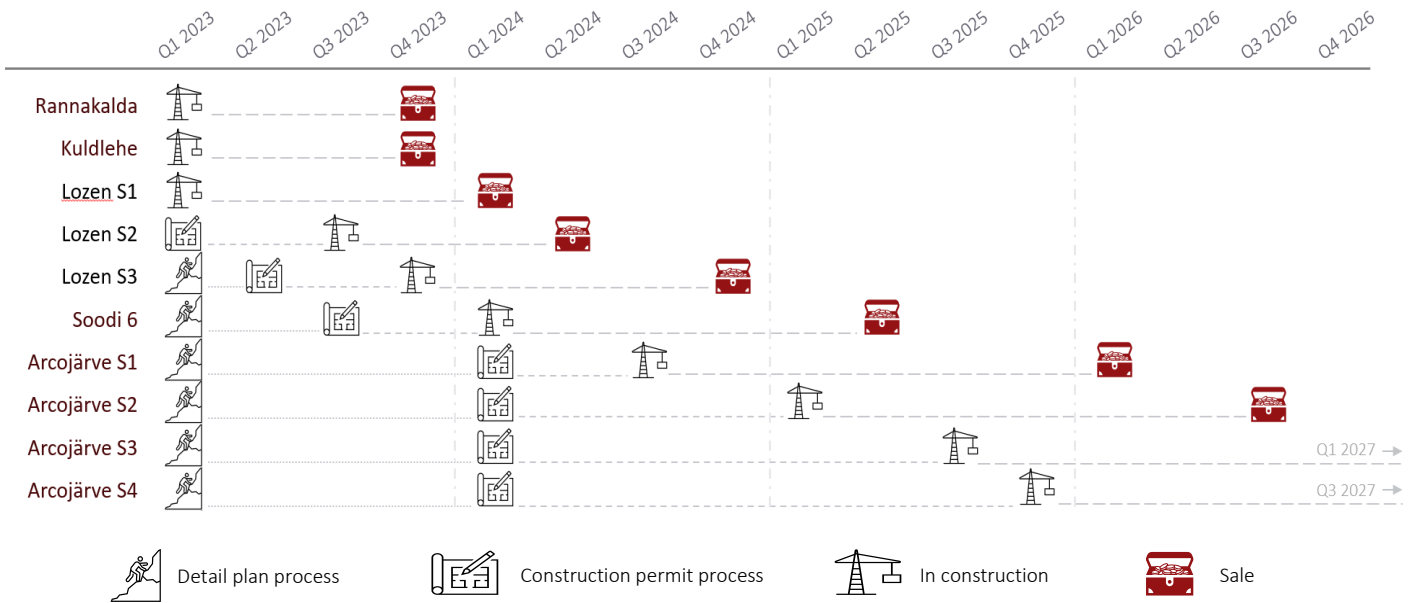 Q1 2023 Q2 2023 Q3 2023 Q4 2023 Q1 2024 Q2 2024 Q3 2024 Q4 2024 Q1 2025 Q2 2025 Q3 2025 Q4 2025 Q1 2026 Q2 2026 Q3 2026 Q4 2026
Rannakalda
Kuldlehe
Lozen S1
Lozen S2
Lozen S3
Soodi 6
Arcojärve S1
Arcojärve S2
Arcojärve S3 Q1 2027
Arcojärve S4 Q3 2027
Detail plan process Construction permit process In construction Sale